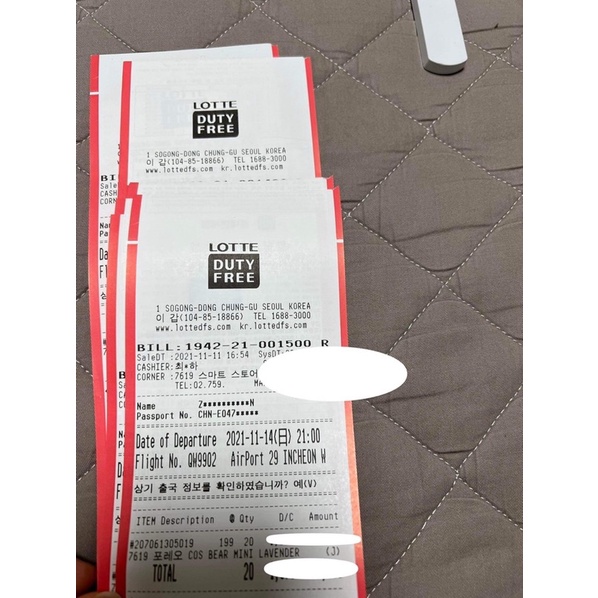 LOTTE
DUTY
FREE
1 SOGONG-DONG CHUNG-GU SEOUL KOREA
이 갑(104-85-18866) TEL 1688-3000
www.lottedfs.com kr.lottedfs.com
LOTTE
DUTY
FREE
1 SOGONG-DONG CHUNG-GU SEOUL KOREA
이 갑(104-85-18866) TEL 1688-3000
www.lottedfs.com kr.lottedfs.com
BILL:1942-21-001500 R
SaleDT :2021-11-11 16:54 SysDT:
CASHIER:최*하
CORNER :7619 스마트 스토어
TEL:02.759.
Name Z**********N
Passport No. CHN-E047*****
Date of Departure 2021-11-14(日) 21:00
Flight No. QW9902 AirPort 29 INCHEON W
상기 출국 정보를 확인하였습니까? 예(V)
ITEM Description @ Qty D/C Amount
#207061305019 199 20
7619 포레오 COS BEAR MINI LAVENDER (J)
TOTAL 20